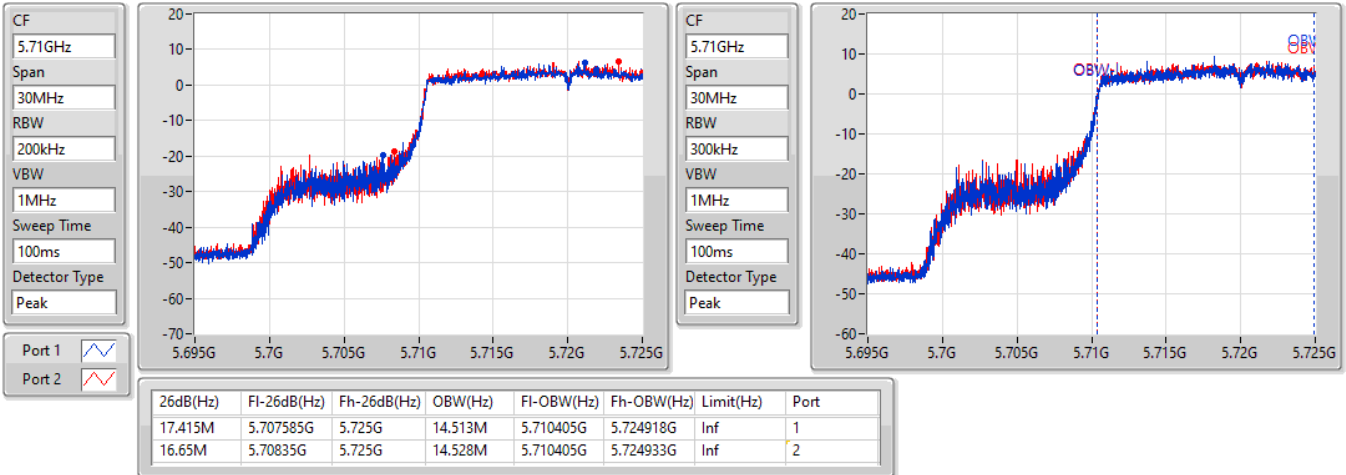 CF
5.71GHz
Span
30MHz
RBW
200kHz
VBW
1MHz
Sweep Time
100ms
Detector Type
Peak
Port 1
Port 2
20
10
0
-10
-20
-30
-40
-50
-60
-70
5.695G 5.7G 5.705G 5.71G 5.715G 5.72G 5.725G
CF
5.71GHz
Span
30MHz
RBW
300kHz
VBW
1MHz
Sweep Time
100ms
Detector Type
Peak
20
10
0
-10
-20
-30
-40
-50
-60
OBW
OBV
OBV
5.695G 5.7G 5.705G 5.71G 5.715G 5.72G 5.725G
26dB(Hz) Fl-26dB(Hz) Fh-26dB(Hz) OBW(Hz) Fl-OBW(Hz) Fh-OBW(Hz) Limit(Hz) Port
17.415M 5.707585G 5.725G 14.513M 5.710405G 5.724918G Inf 1
16.65M 5.70835G 5.725G 14.528M 5.710405G 5.724933G Inf 2